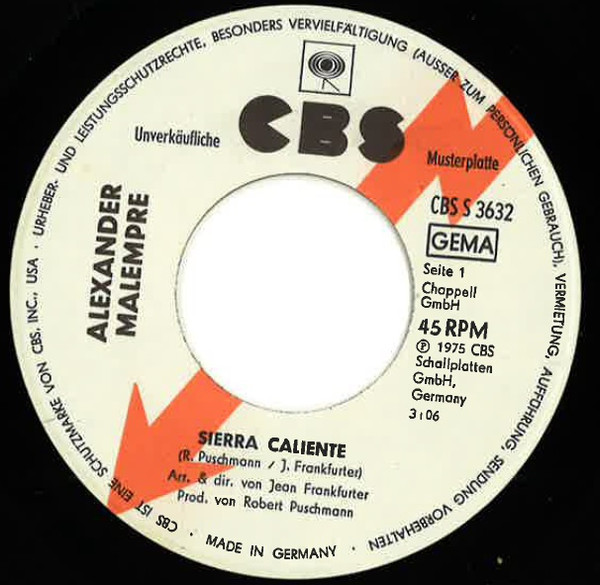 URHEBER- UND LEISTUNGSSCHUTZRECHTE, BESONDERS VERVIELFÄLTIGUNG (AUSSER ZUM PERSÖNLICHEN GEBRAUCH), VERMIETUNG, AUFFÜHRUNG, SENDUNG VORBEHALTEN
CBS
Unverkäufliche
Musterplatte
ALEXANDER
MALEMPRE
CBS S 3632
GEMA
Seite 1
Chappell
GmbH
45 RPM
Ⓟ 1975 CBS
Schallplatten
GmbH,
Germany
3:06
SIERRA CALIENTE
(R. Puschmann / J. Frankfurter)
Arr. & dir. von Jean Frankfurter
Prod. von Robert Puschmann
· MADE IN GERMANY ·
CBS IST EINE SCHUTZMARKE VON CBS. INC., USA ·